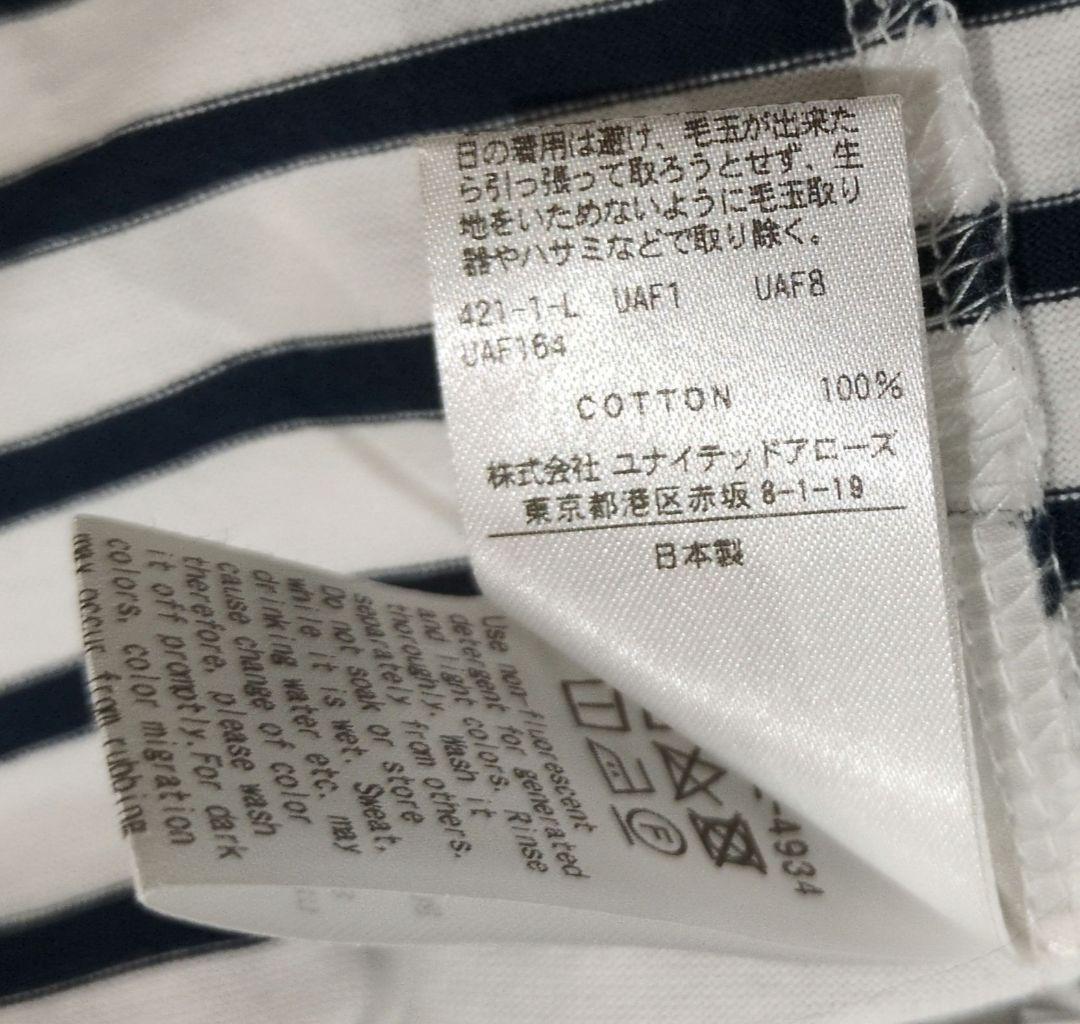 日の着用は避け、毛玉が出来た
ら引っ張って取ろうとせず、生
地をいためないように毛玉取り
器やハサミなどで取り除く。
421-1-L UAF1 UAF8
UAF164
COTTON 100%
株式会社 ユナイテッドアローズ
東京都港区赤坂 8-1-19
日本製
-4934
Use non-fluorescent
detergent for generated
and light colors. Rinse
thoroughly. Wash it
separately from others.
Do not soak or store
while it is wet. Sweat,
drinking water etc. may
cause change of color
therefore, please wash
it off promptly. For dark
colors, color migration
may occur from rubbing